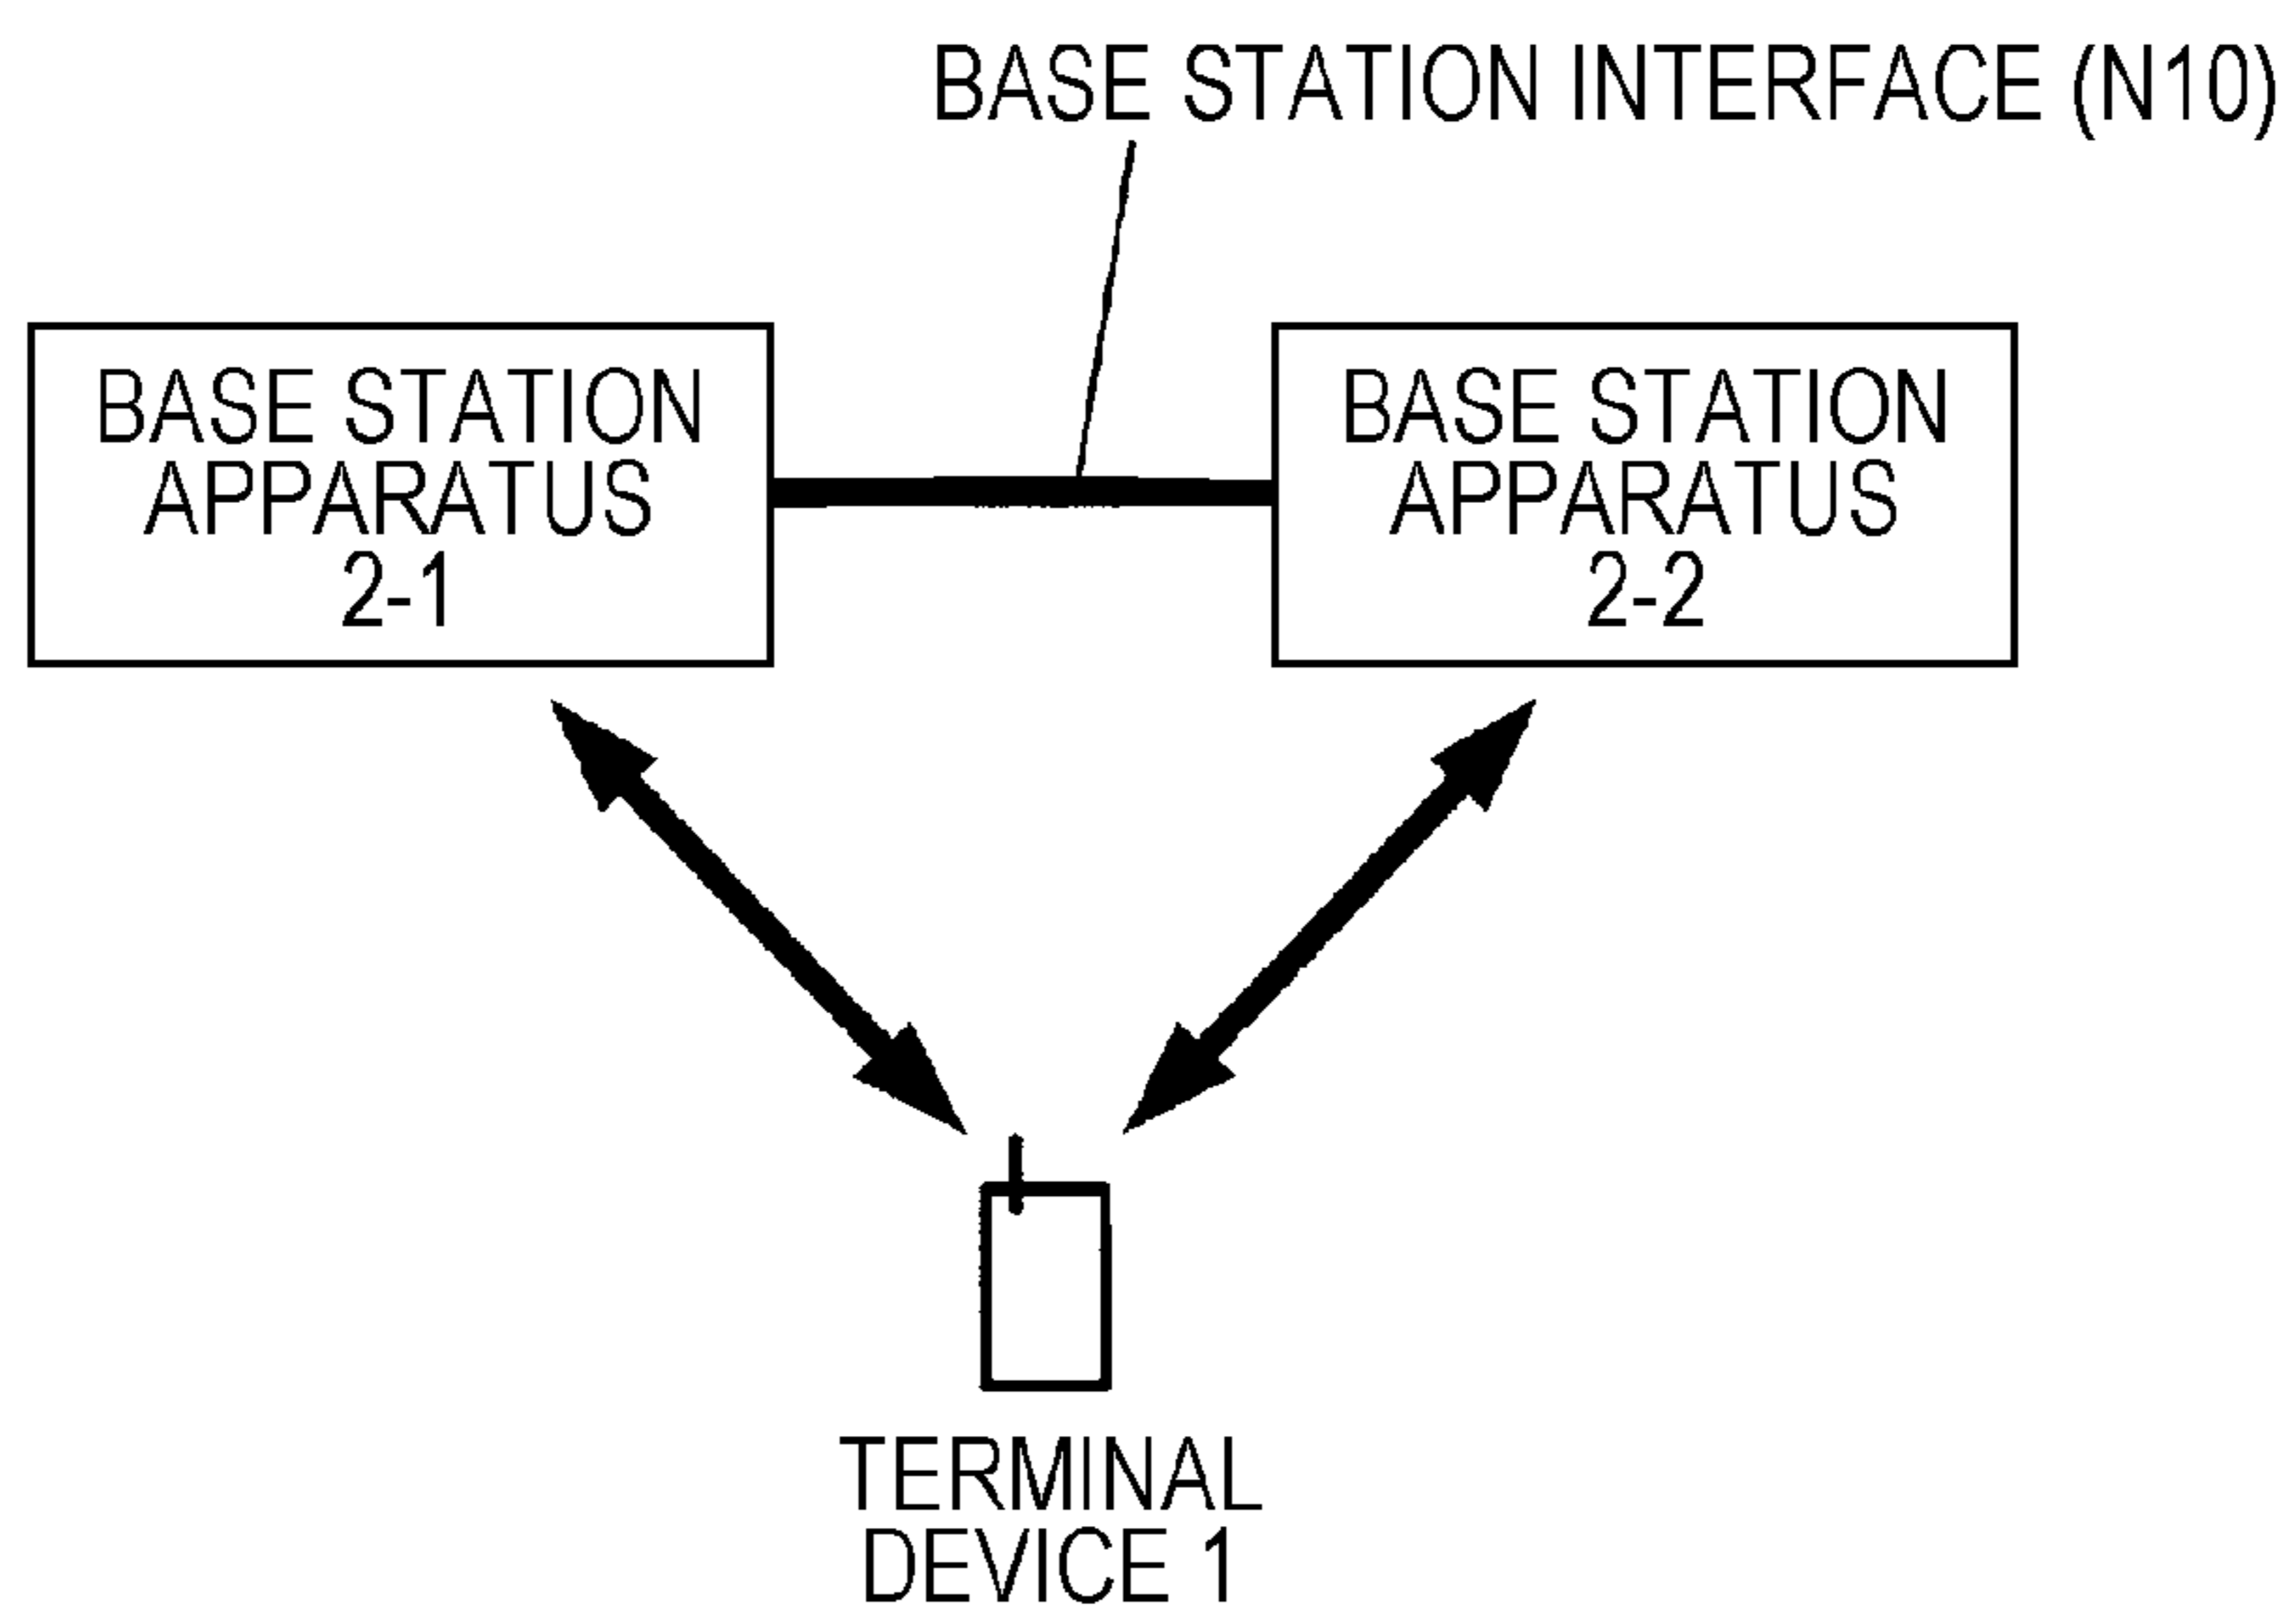 BASE STATION INTERFACE (N10)
BASE STATION
APPARATUS
2-1
BASE STATION
APPARATUS
2-2
TERMINAL
DEVICE 1